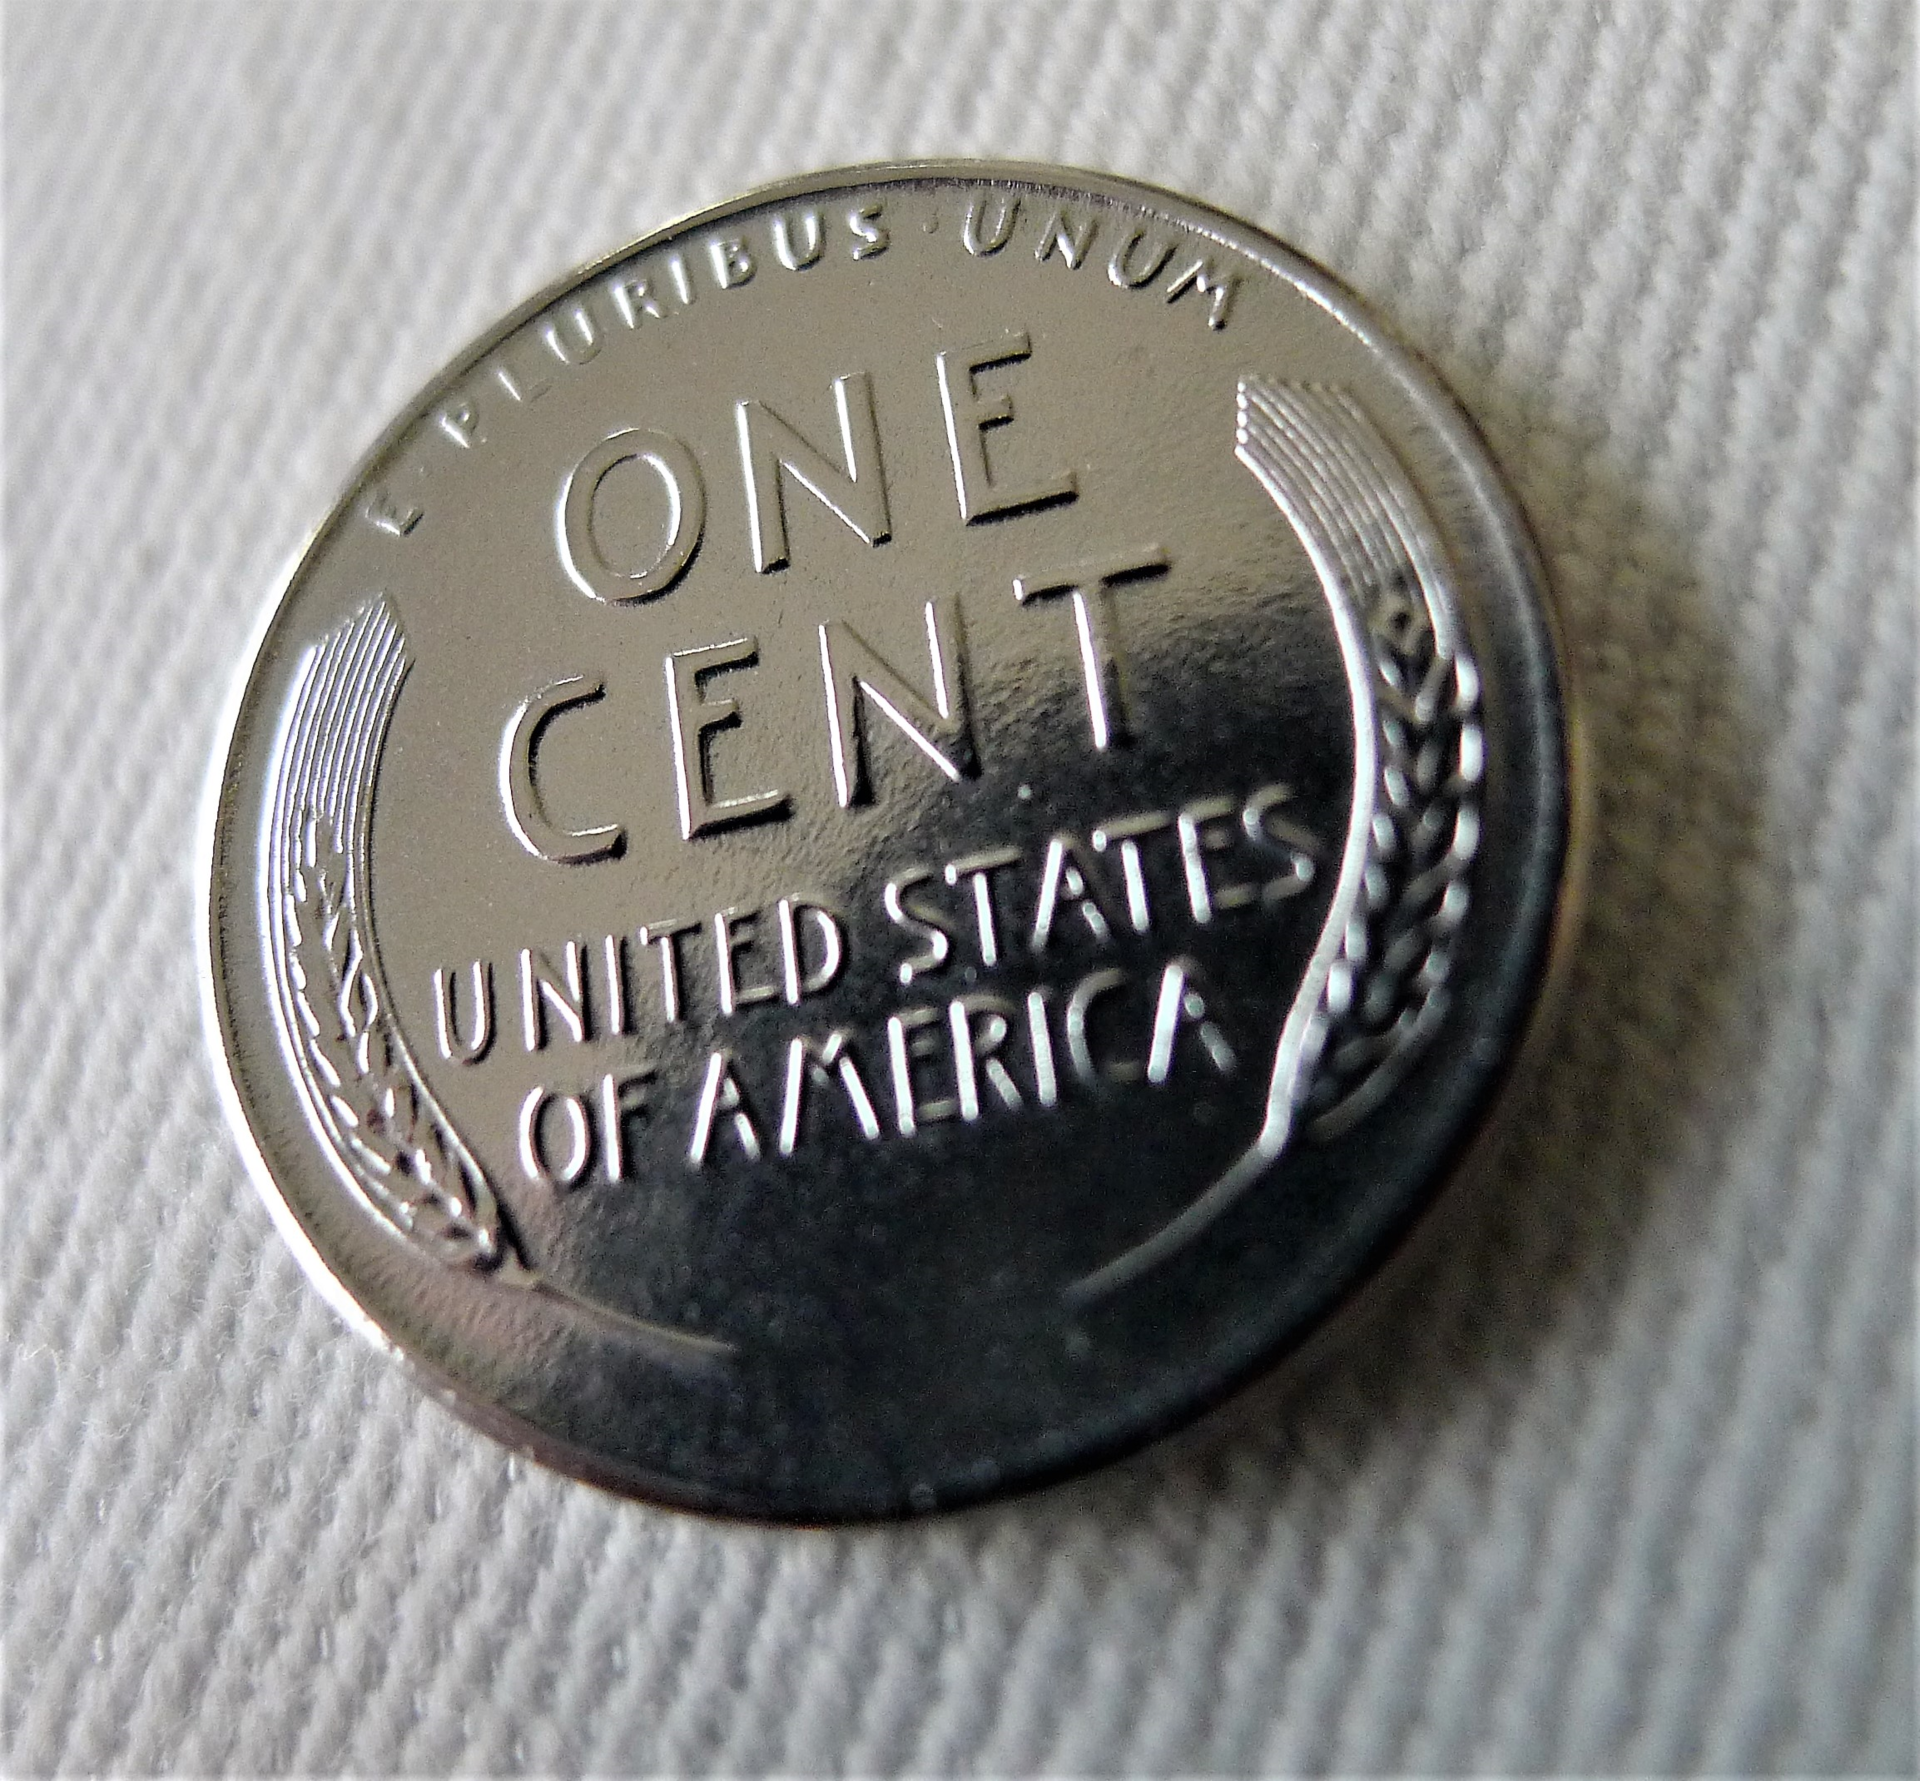 E PLURIBUS · UNUM
ONE
CENT
UNITED STATES
OF AMERICA